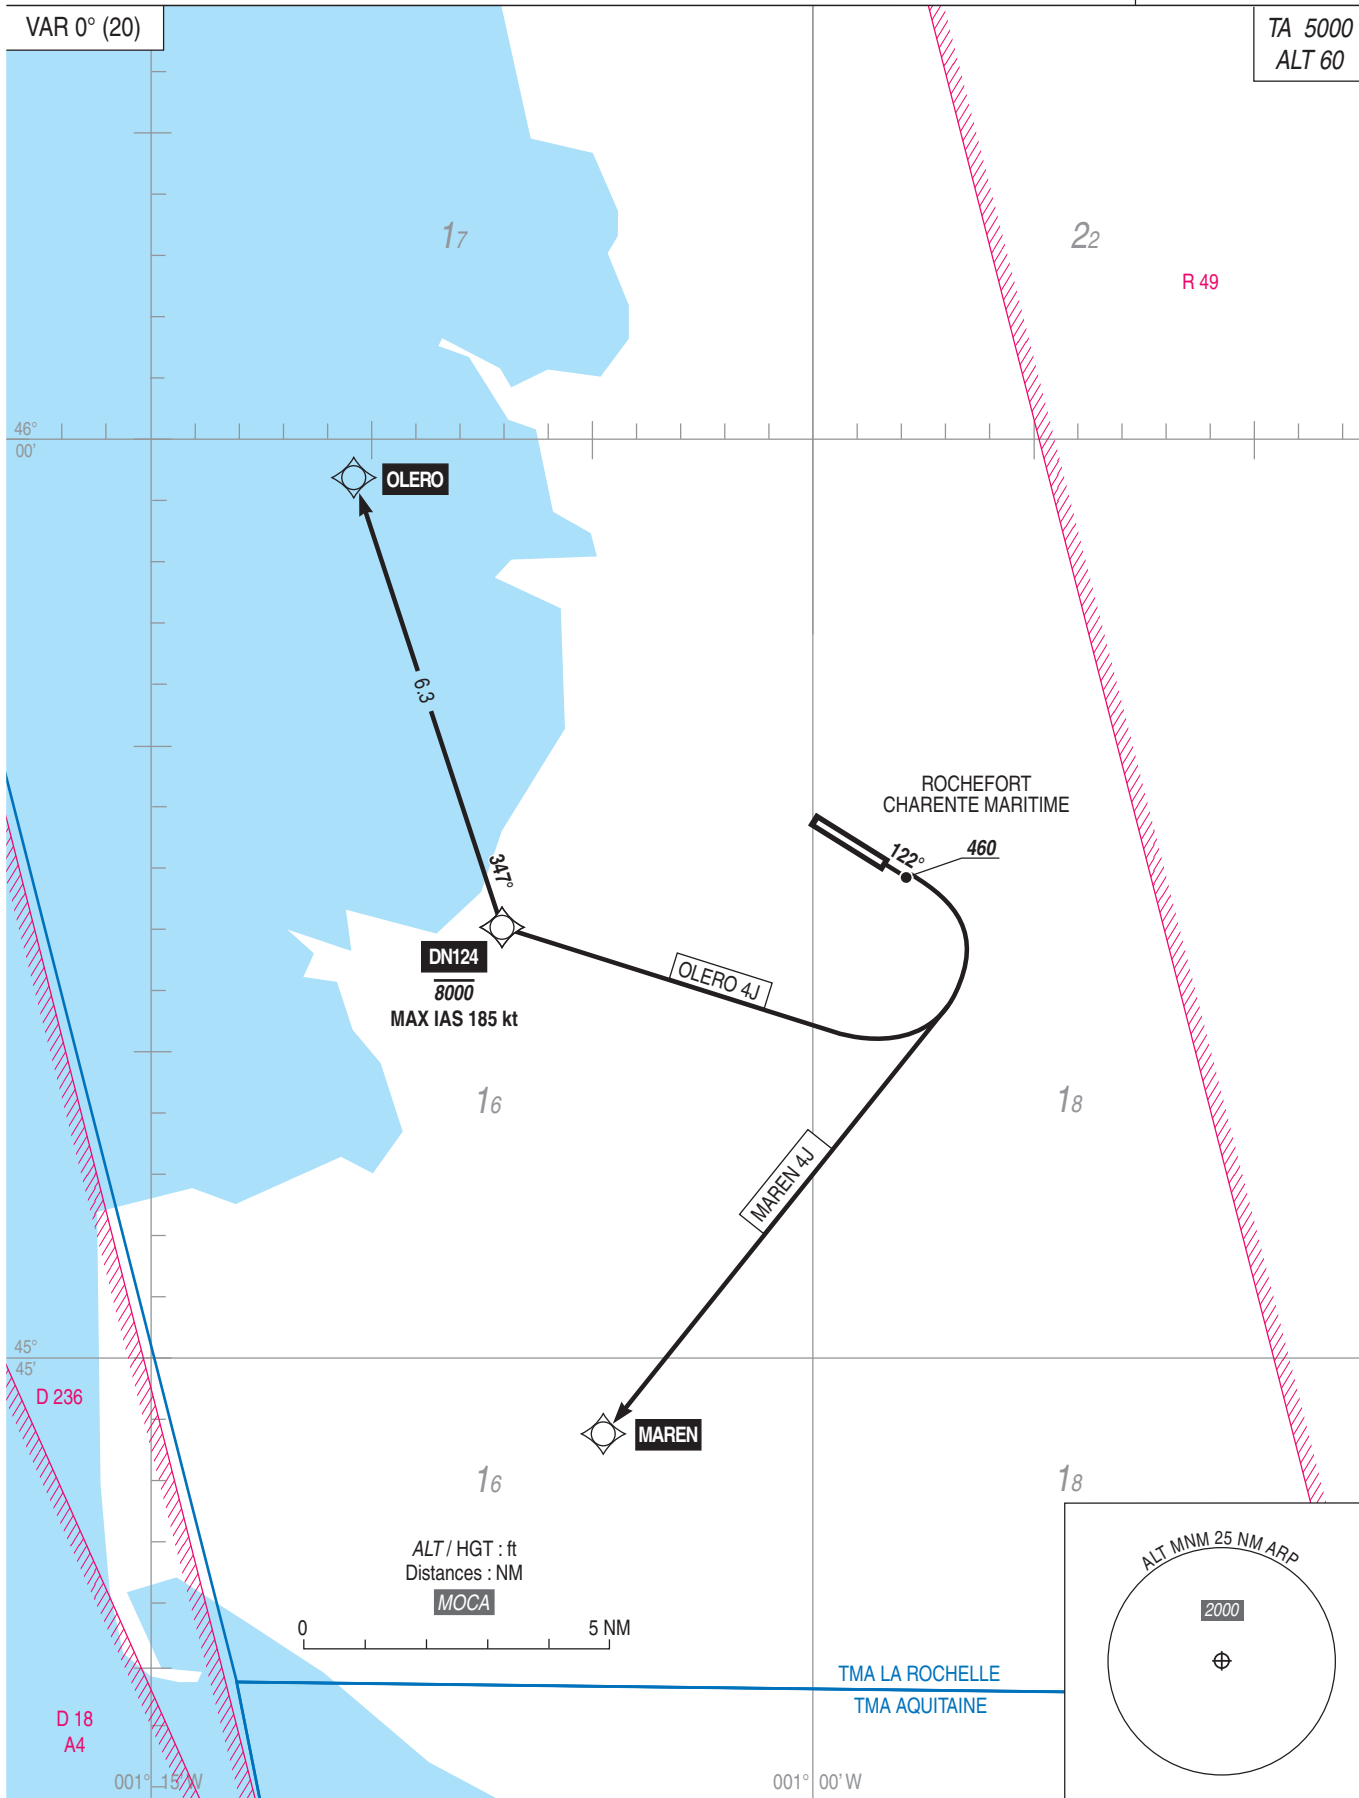 VAR 0° (20)
TA 5000
ALT 60
17
22
R 49
46°
00'
OLERO
6.3
ROCHEFORT
CHARENTE MARITIME
122°
460
347°
DN124
8000
MAX IAS 185 kt
OLERO 4J
16
18
MAREN 4J
45°
45'
D 236
MAREN
16
18
ALT / HGT : ft
Distances : NM
MOCA
0
5 NM
ALT MNM 25 NM ARP
2000
TMA LA ROCHELLE
TMA AQUITAINE
D 18
A4
001° 15' W
001° 00' W